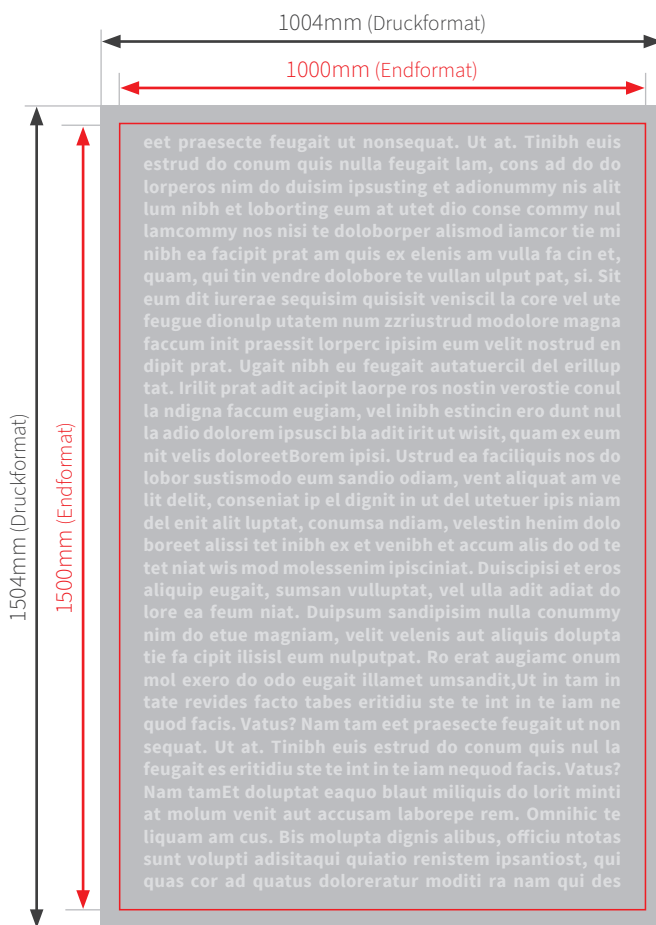 1004mm (Druckformat)
1000mm (Endformat)
1504mm (Druckformat)
1500mm (Endformat)
eet praesecte feugait ut nonsequat. Ut at. Tinibh euis
estrud do conum quis nulla feugait lam, cons ad do do
lorperos nim do duisim ipsusting et adionummy nis alit
lum nibh et loborting eum at utet dio conse commy nul
lamcommy nos nisi te doloborper alismod iamcor tie mi
nibh ea facipit prat am quis ex elenis am vulla fa cin et,
quam, qui tin vendre dolobore te vullan ulput pat, si. Sit
eum dit iurerae sequisim quisisit veniscil la core vel ute
feugue dionulp utatem num zzriustrud modolore magna
faccum init praessit lorperc ipisim eum velit nostrud en
dipit prat. Ugait nibh eu feugait autatuercil del erillup
tat. Irilit prat adit acipit laorpe ros nostin verostie conul
la ndigna faccum eugiam, vel inibh estincin ero dunt nul
la adio dolorem ipsusci bla adit irit ut wisit, quam ex eum
nit velis doloreetBorem ipisi. Ustrud ea faciliquis nos do
lobor sustismodo eum sandio odiam, vent aliquat am ve
lit delit, conseniat ip el dignit in ut del utetuer ipis niam
del enit alit luptat, conumsa ndiam, velestin henim dolo
boreet alissi tet inibh ex et venibh et accum alis do od te
tet niat wis mod molessenim ipisciniat. Duiscipisi et eros
aliquip eugait, sumsan vulluptat, vel ulla adit adiat do
lore ea feum niat. Duipsum sandipisim nulla conummy
nim do etue magniam, velit velenis aut aliquis dolupta
tie fa cipit ilisisl eum nulputpat. Ro erat augiamc onum
mol exero do odo eugait illamet umsandit,Ut in tam in
tate revides facto tabes eritidiu ste te int in te iam ne
quod facis. Vatus? Nam tam eet praesecte feugait ut non
sequat. Ut at. Tinibh euis estrud do conum quis nul la
feugait es eritidiu ste te int in te iam nequod facis. Vatus?
Nam tamEt doluptat eaquo blaut miliquis do lorit minti
at molum venit aut accusam laborepe rem. Omnihic te
liquam am cus. Bis molupta dignis alibus, officiu ntotas
sunt volupti adisitaqui quiatio renistem ipsantiost, qui
quas cor ad quatus doloreratur moditi ra nam qui des